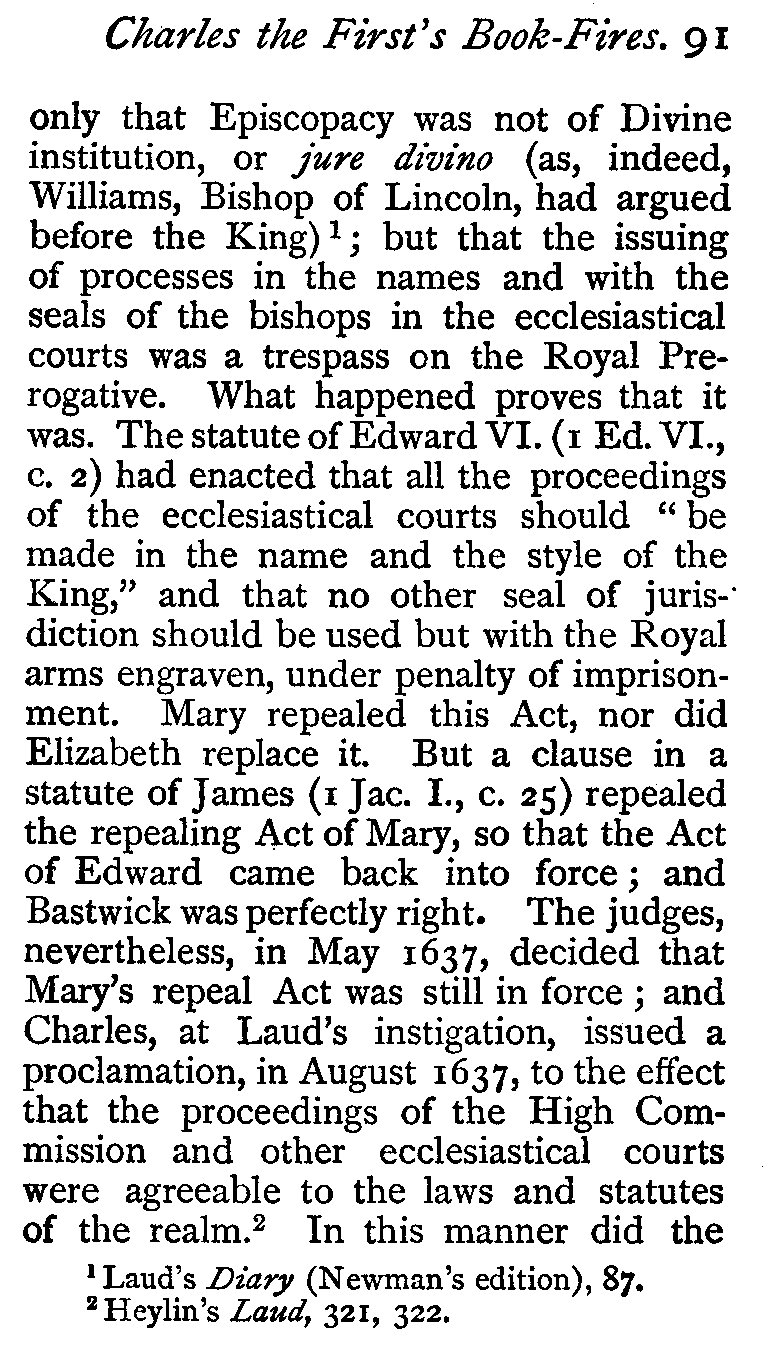 Charles the First's Book-Fires. 91
only that Episcopacy was not of Divine
institution, or jure divino (as, indeed,
Williams, Bishop of Lincoln, had argued
before the King)¹; but that the issuing
of processes in the names and with the
seals of the bishops in the ecclesiastical
courts was a trespass on the Royal Pre-
rogative. What happened proves that it
was. The statute of Edward VI. (1 Ed. VI.,
c. 2) had enacted that all the proceedings
of the ecclesiastical courts should “be
made in the name and the style of the
King,” and that no other seal of juris-
diction should be used but with the Royal
arms engraven, under penalty of imprison-
ment. Mary repealed this Act, nor did
Elizabeth replace it. But a clause in a
statute of James (1 Jac. I., c. 25) repealed
the repealing Act of Mary, so that the Act
of Edward came back into force; and
Bastwick was perfectly right. The judges,
nevertheless, in May 1637, decided that
Mary's repeal Act was still in force; and
Charles, at Laud's instigation, issued a
proclamation, in August 1637, to the effect
that the proceedings of the High Com-
mission and other ecclesiastical courts
were agreeable to the laws and statutes
of the realm.² In this manner did the
¹ Laud's Diary (Newman's edition), 87.
² Heylin's Laud, 321, 322.